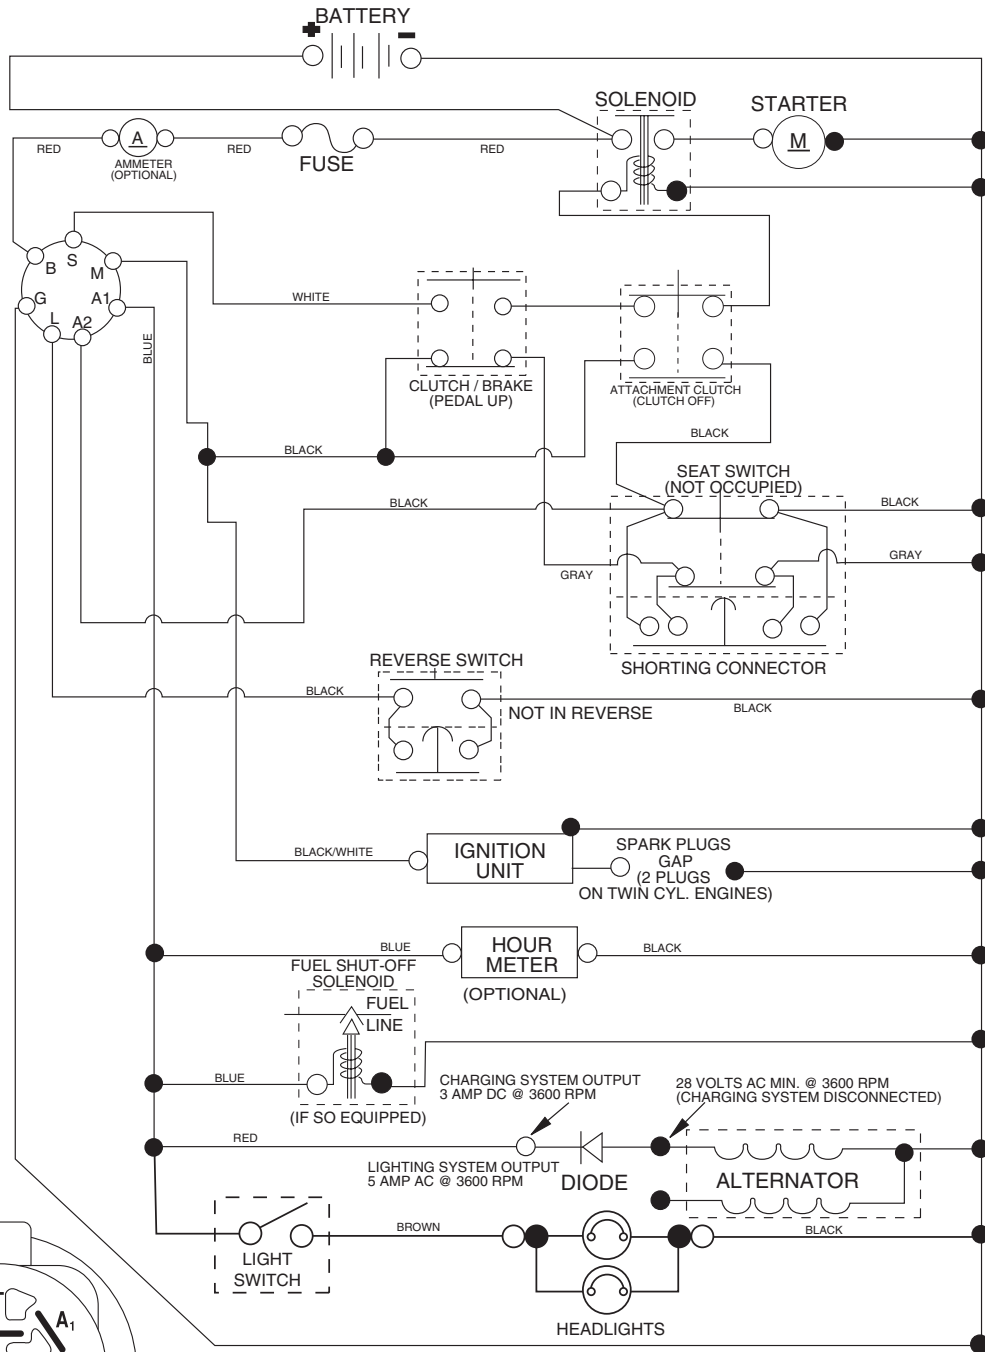 BATTERY
SOLENOID
STARTER
RED
A
AMMETER
(OPTIONAL)
RED
FUSE
RED
M
B
S
M
G
A1
L
A2
BLUE
WHITE
CLUTCH / BRAKE
(PEDAL UP)
ATTACHMENT CLUTCH
(CLUTCH OFF)
BLACK
BLACK
SEAT SWITCH
(NOT OCCUPIED)
BLACK
BLACK
GRAY
GRAY
SHORTING CONNECTOR
REVERSE SWITCH
BLACK
NOT IN REVERSE
BLACK
BLACK/WHITE
IGNITION
UNIT
SPARK PLUGS
GAP
(2 PLUGS
ON TWIN CYL. ENGINES)
BLUE
HOUR
METER
BLACK
(OPTIONAL)
FUEL SHUT-OFF
SOLENOID
FUEL
LINE
BLUE
(IF SO EQUIPPED)
CHARGING SYSTEM OUTPUT
3 AMP DC @ 3600 RPM
28 VOLTS AC MIN. @ 3600 RPM
(CHARGING SYSTEM DISCONNECTED)
RED
LIGHTING SYSTEM OUTPUT
5 AMP AC @ 3600 RPM
DIODE
ALTERNATOR
LIGHT
SWITCH
BROWN
BLACK
HEADLIGHTS
A1